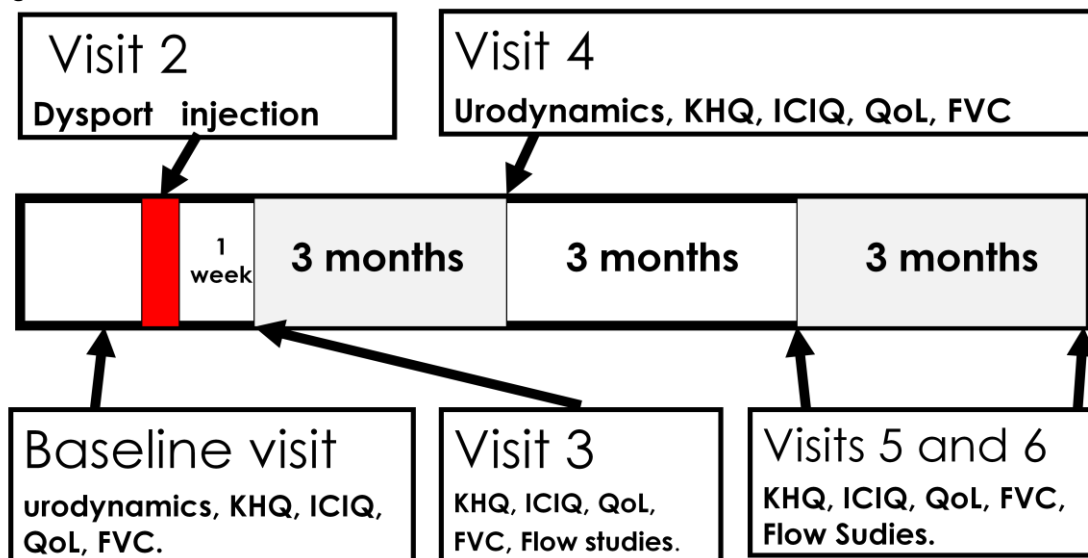 Visit 2
Dysport injection
Visit 4
Urodynamics, KHQ, ICIQ, QoL, FVC
1
week
3 months
3 months
3 months
Baseline visit
urodynamics, KHQ, ICIQ,
QoL, FVC.
Visit 3
KHQ, ICIQ, QoL,
FVC, Flow studies.
Visits 5 and 6
KHQ, ICIQ, QoL, FVC,
Flow Sudies.